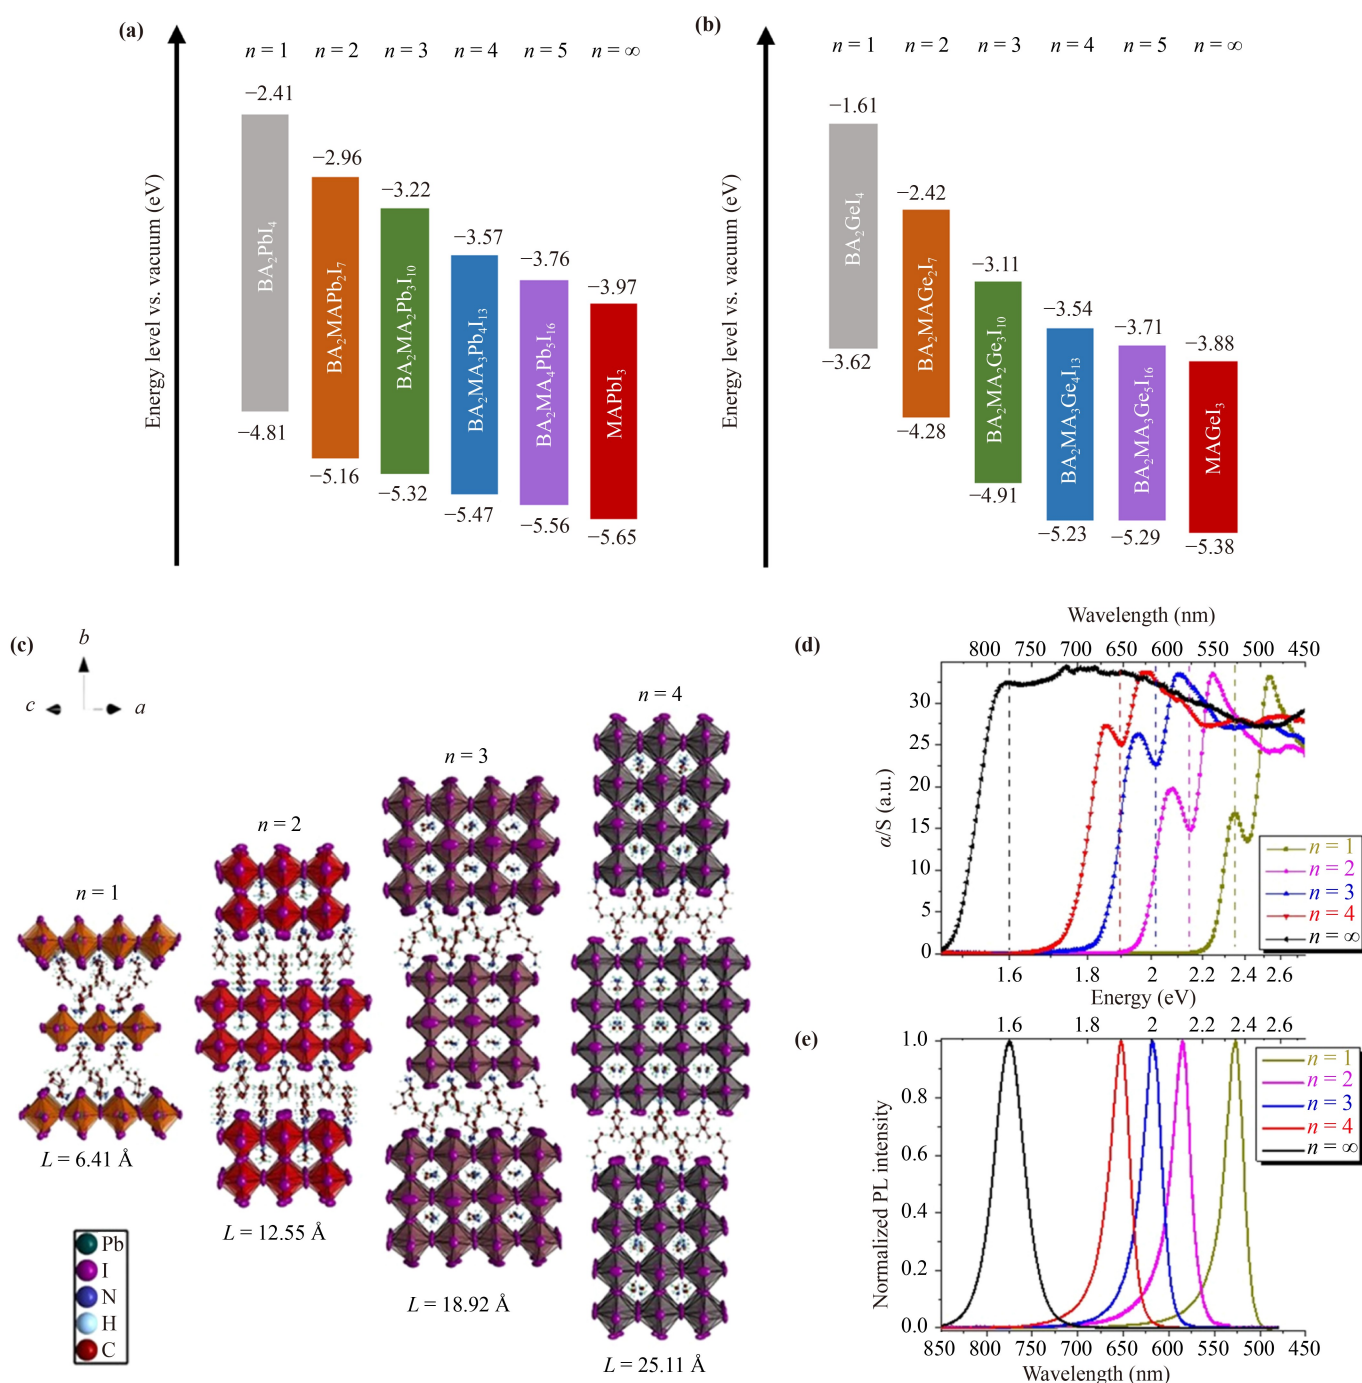 (a)
n = 1 n = 2 n = 3 n = 4 n = 5 n = ∞
Energy level vs. vacuum (eV)
−2.41
−2.96
−3.22
−3.57
−3.76
−3.97
BA₂PbI₄
BA₂MAPb₂I₇
BA₂MA₂Pb₃I₁₀
BA₂MA₃Pb₄I₁₃
BA₂MA₄Pb₅I₁₆
MAPbI₃
−4.81
−5.16
−5.32
−5.47
−5.56
−5.65
(b)
n = 1 n = 2 n = 3 n = 4 n = 5 n = ∞
Energy level vs. vacuum (eV)
−1.61
−2.42
−3.11
−3.54
−3.71
−3.88
BA₂GeI₄
BA₂MAGe₂I₇
BA₂MA₂Ge₃I₁₀
BA₂MA₃Ge₄I₁₃
BA₂MA₃Ge₅I₁₆
MAGeI₃
−3.62
−4.28
−4.91
−5.23
−5.29
−5.38
(c)
b
c a
n = 1
n = 2
n = 3
n = 4
L = 6.41 Å
L = 12.55 Å
L = 18.92 Å
L = 25.11 Å
Pb
I
N
H
C
(d)
Wavelength (nm)
800 750 700 650 600 550 500 450
α/S (a.u.)
30
25
20
15
10
5
0
n = 1
n = 2
n = 3
n = 4
n = ∞
1.6 1.8 2 2.2 2.4 2.6
Energy (eV)
(e)
1.6 1.8 2 2.2 2.4 2.6
Normalized PL intensity
1.0
0.8
0.6
0.4
0.2
0.0
n = 1
n = 2
n = 3
n = 4
n = ∞
850 800 750 700 650 600 550 500 450
Wavelength (nm)